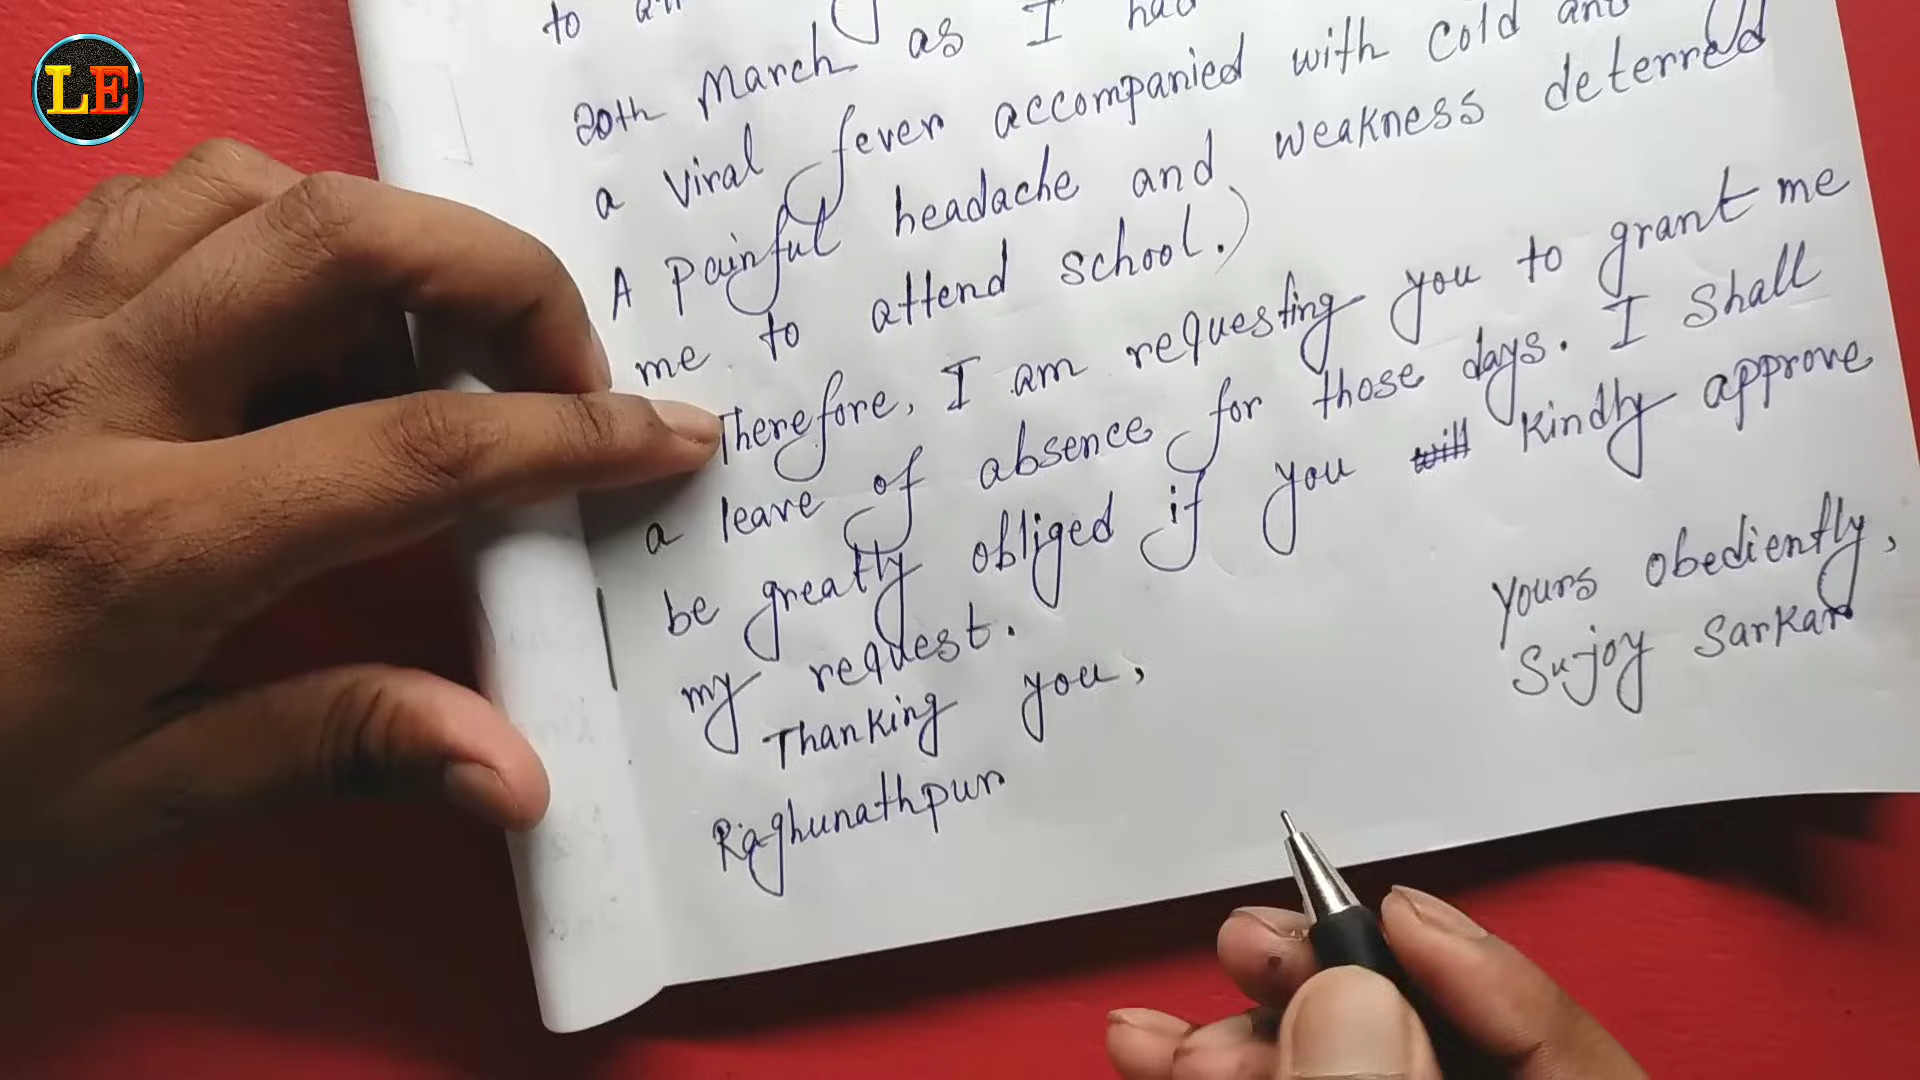 LE
to
20th March as I had
a viral fever accompanied with cold and
A painful headache and weakness deterred
me to attend school.)
Therefore, I am requesting you to grant me
a leave of absence for those days. I shall
be greatly obliged if you will kindly approve
my request.
Thanking you,
Raghunathpur
Yours obediently,
Sujoy Sarkar